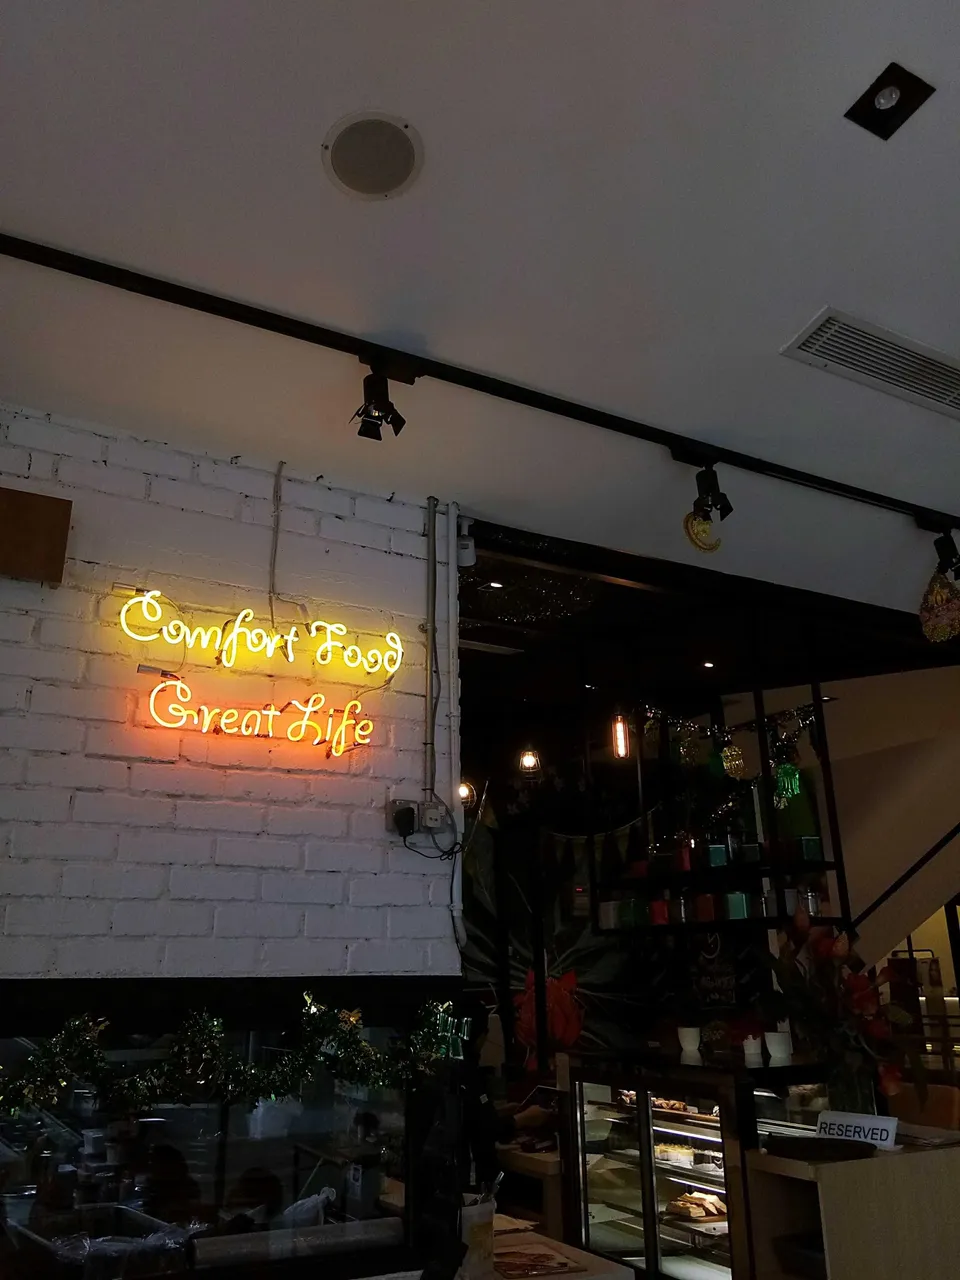 Comfort Food
Great Life
RESERVED